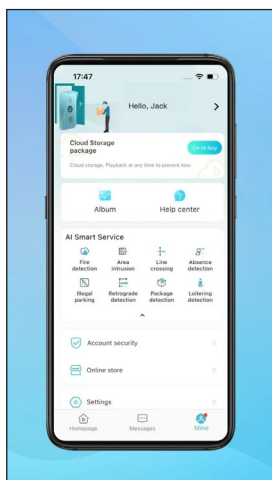 17:47
Hello, Jack
Cloud Storage
package
Go to buy
Cloud storage, Playback at any time to prevent loss
Album
Help center
AI Smart Service
Fire
detection
Area
intrusion
Line
crossing
Absence
detection
Illegal
parking
Retrograde
detection
Package
detection
Loitering
detection
Account security
Online store
Settings
Homepage
Messages
Mine